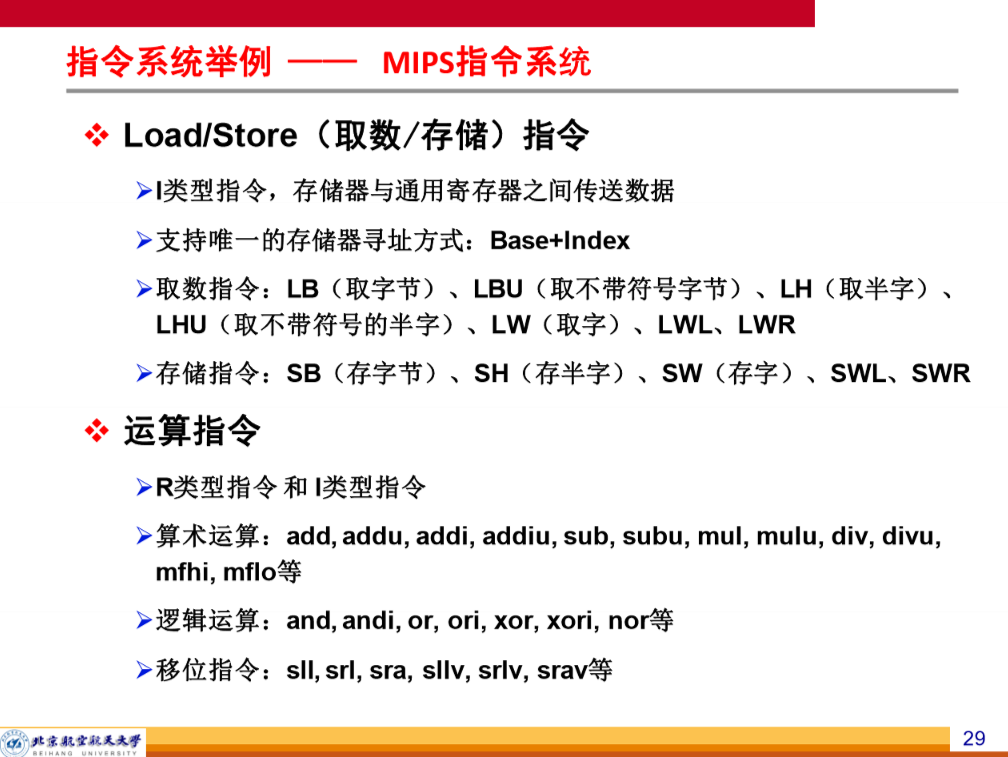 指令系统举例 —— MIPS指令系统
Load/Store（取数/存储）指令
I类型指令，存储器与通用寄存器之间传送数据
支持唯一的存储器寻址方式：Base+Index
取数指令：LB（取字节）、LBU（取不带符号字节）、LH（取半字）、
LHU（取不带符号的半字）、LW（取字）、LWL、LWR
存储指令：SB（存字节）、SH（存半字）、SW（存字）、SWL、SWR
运算指令
R类型指令 和 I类型指令
算术运算：add, addu, addi, addiu, sub, subu, mul, mulu, div, divu,
mfhi, mflo等
逻辑运算：and, andi, or, ori, xor, xori, nor等
移位指令：sll, srl, sra, sllv, srlv, srav等
北京航空航天大学
BEIHANG UNIVERSITY
29